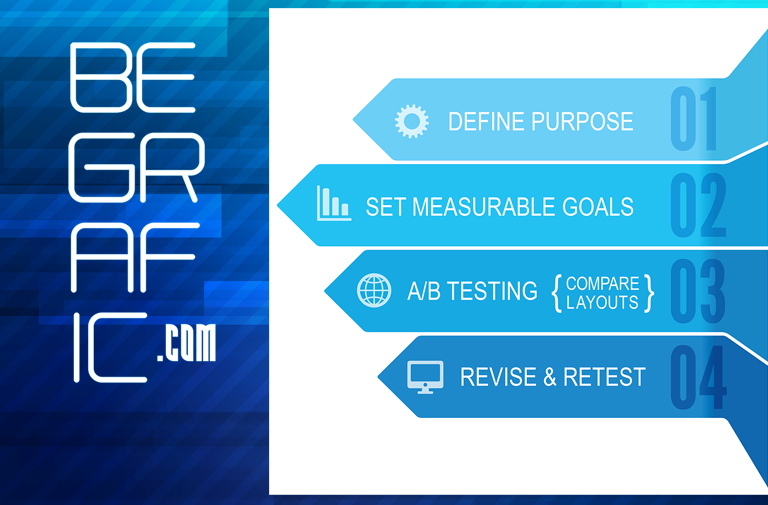 BE
GR
AF
IC.COM
DEFINE PURPOSE 01
SET MEASURABLE GOALS 02
A/B TESTING { COMPARE
LAYOUTS } 03
REVISE & RETEST 04